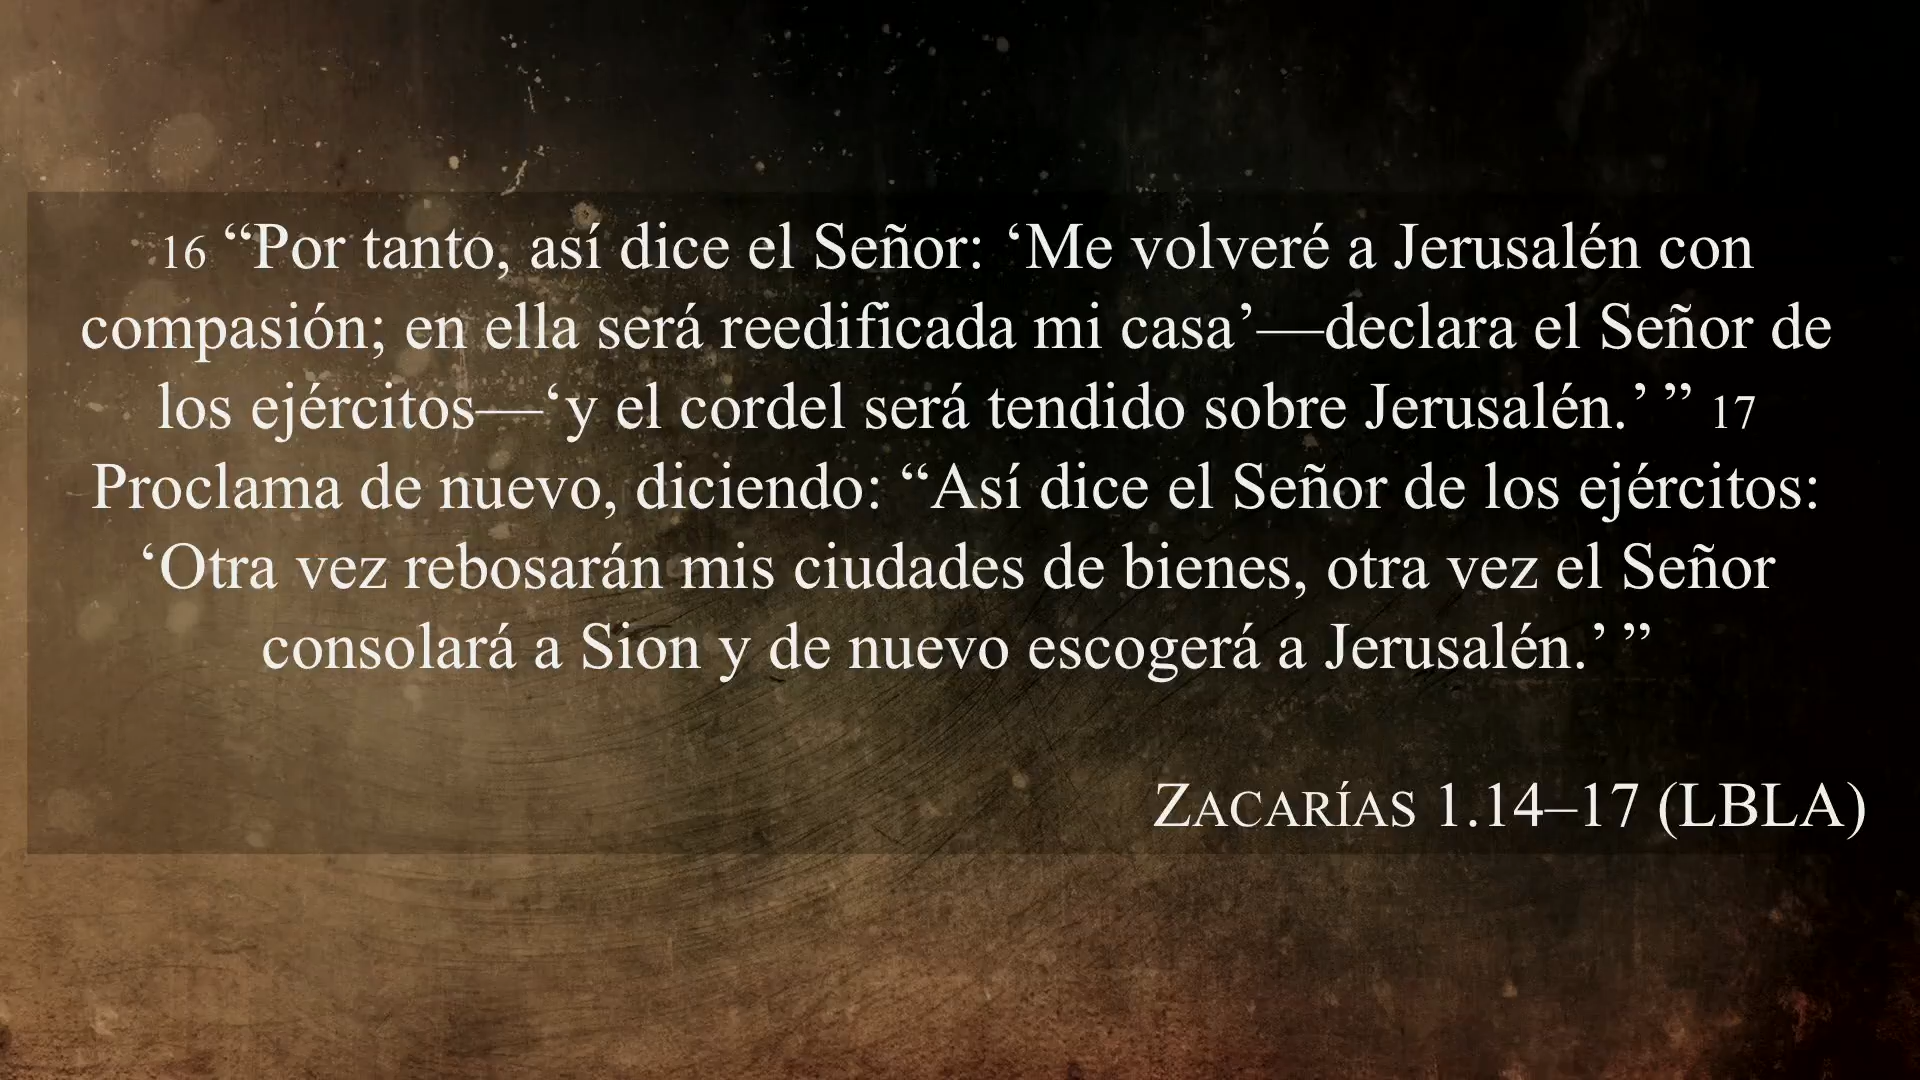 16 “Por tanto, así dice el Señor: ‘Me volveré a Jerusalén con
compasión; en ella será reedificada mi casa’—declara el Señor de
los ejércitos—‘y el cordel será tendido sobre Jerusalén.’ ” 17
Proclama de nuevo, diciendo: “Así dice el Señor de los ejércitos:
‘Otra vez rebosarán mis ciudades de bienes, otra vez el Señor
consolará a Sion y de nuevo escogerá a Jerusalén.’ ”
ZACARÍAS 1.14–17 (LBLA)